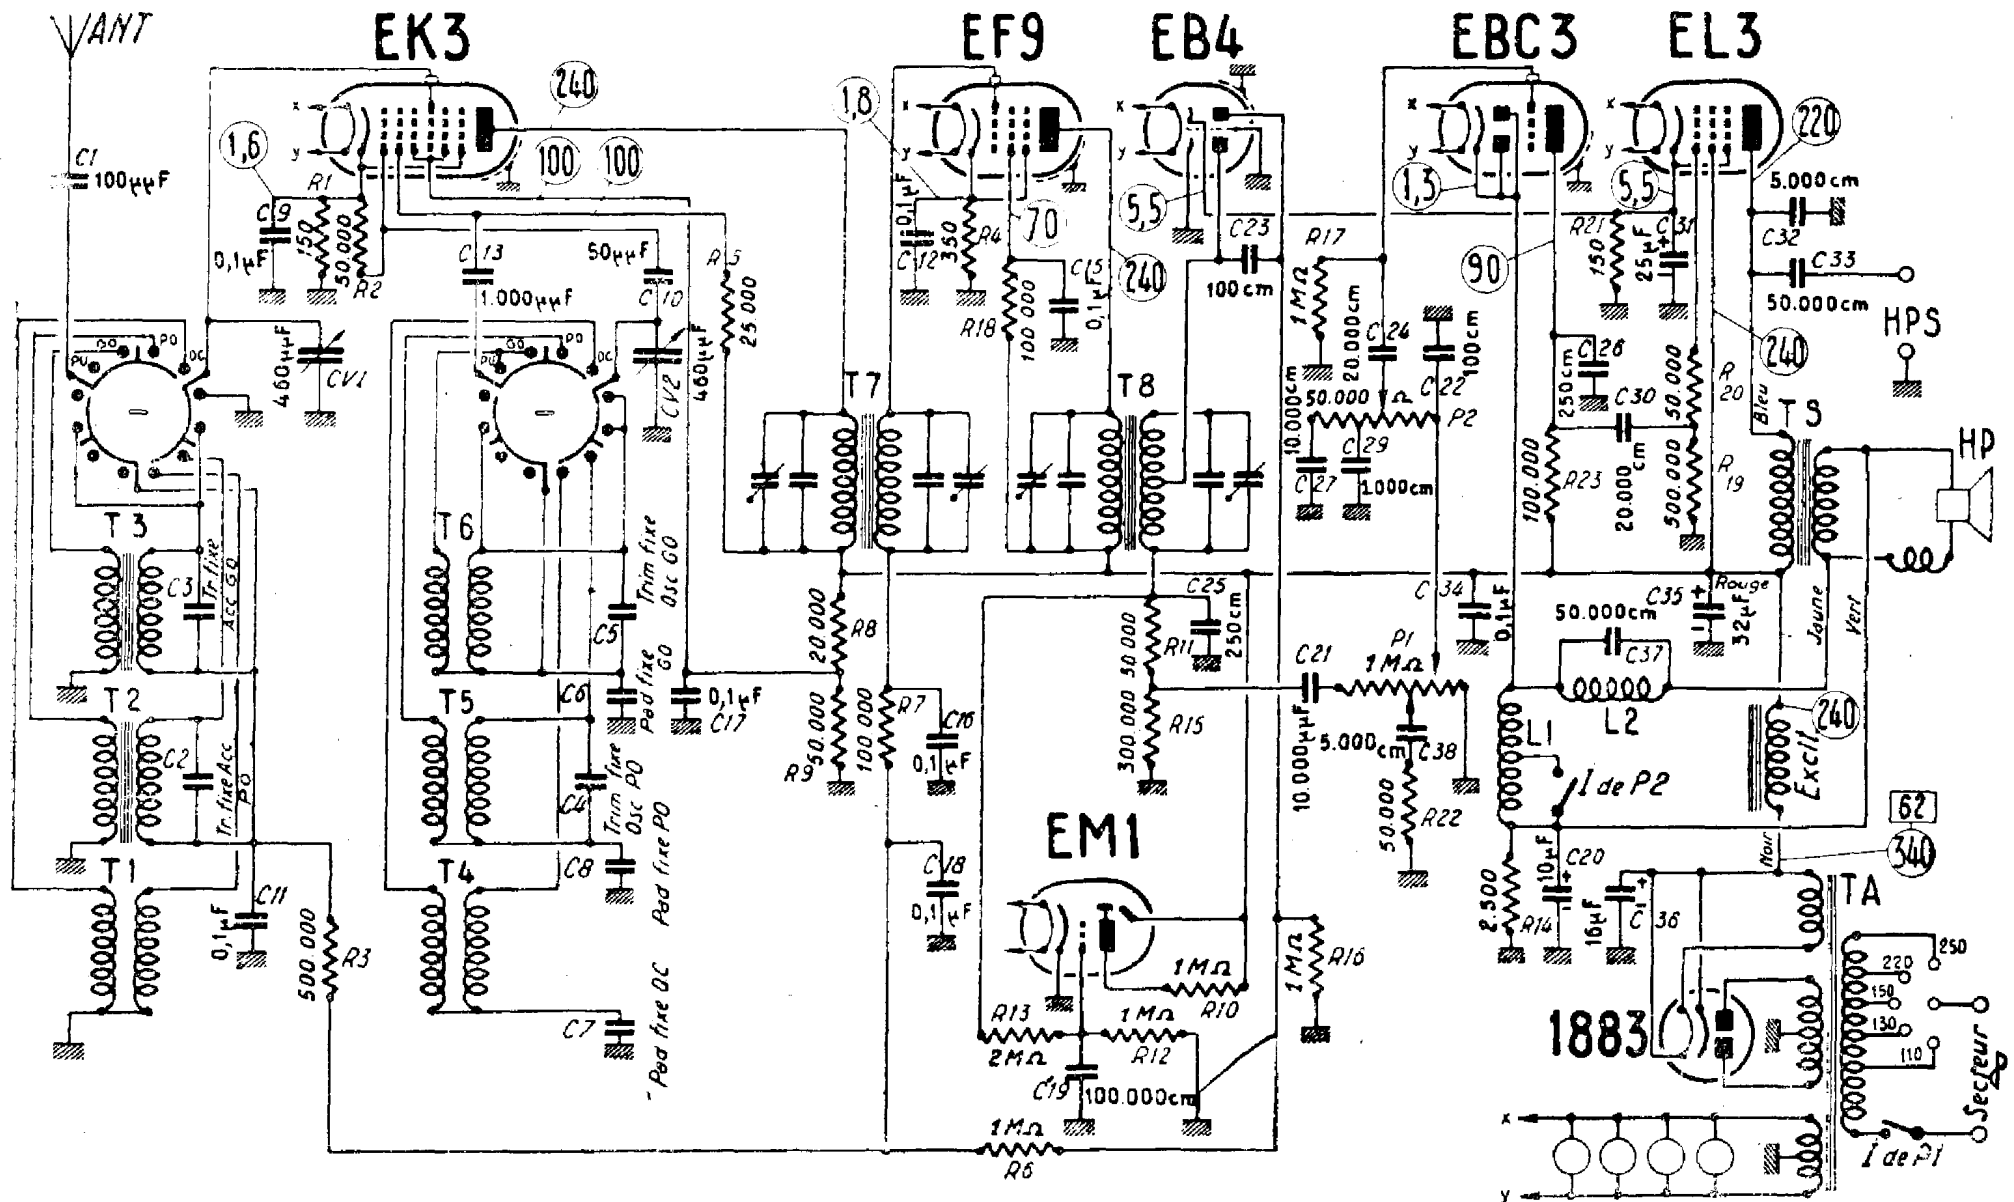 ANT
EK3
EF9
EB4
EBC3
EL3
240
1,8
220
x
x
x
x
x
y
y
y
y
y
1,6
100
100
5,5
1,3
5,5
C1
100µµF
R1
C9
0,1µF
150
50.000
R2
C13
1.000µµF
50µµF
C10
R5
25.000
0,1µF
C12
350
R4
70
240
C23
100cm
R17
1MΩ
90
R21
150
C31
25µF
5.000cm
C32
C33
50.000cm
HPS
R18
100.000
C15
0,1µF
20.000cm
C24
100cm
C22
250cm
C28
240
R20
50.000
Bleu
PU
GO
PO
OC
460µµF
CV1
PU
GO
PO
OC
CV2
460µµF
T7
T8
10.000cm
50.000 Ω
P2
C30
20.000cm
T9
HP
C27
C29
1000cm
100.000
R23
500.000
R19
T3
C3
Tr. fixe
Acc GO
T6
C5
Trim fixe
Osc GO
20.000
R8
C25
250cm
C34
0,1µF
C35
Rouge
32µF
Jaune
Vert
50.000cm
C37
L2
T2
C2
Tr. fixe Acc
PO
T5
C6
Pad fixe
GO
0,1µF
C17
50.000
R9
100.000
R7
C16
0,1µF
50.000
R11
300.000
R15
C21
10.000µµF
P1
1MΩ
5.000cm
C38
50.000
R22
L1
I de P2
240
Excit.
C4
Trim fixe
Osc PO
C8
Pad fixe PO
EM1
62
340
Noir
T1
C11
0,1µF
500.000
R3
T4
C7
Pad fixe OC
C18
0,1µF
2.500
R14
10µF
C20
16µF
C36
TA
1MΩ
R10
1MΩ
R16
R13
2MΩ
1MΩ
R12
C19
100.000cm
1883
250
220
150
130
110
Secteur
1MΩ
R6
x
y
I de P1